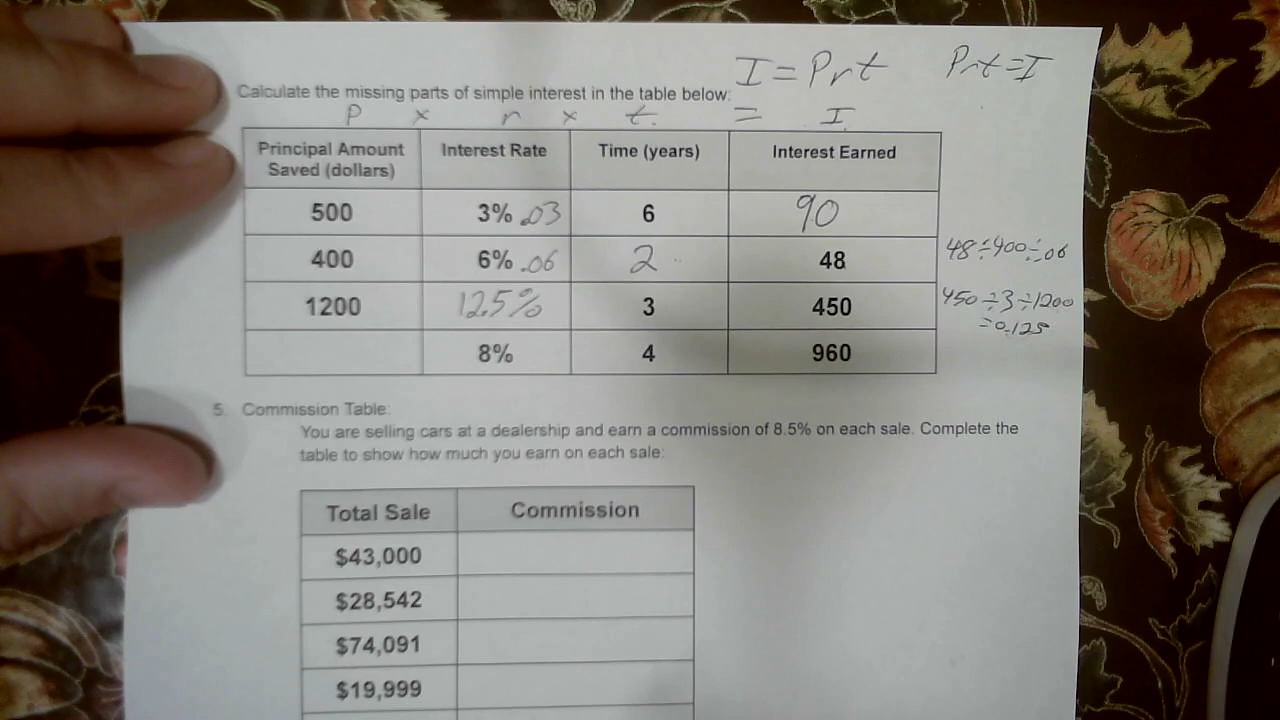 I = Prt Prt = I
Calculate the missing parts of simple interest in the table below:
P x r x t. = I
Principal Amount Saved (dollars) Interest Rate Time (years) Interest Earned
500 3% .03 6 90
400 6% .06 2 48 48÷400÷.06
1200 12.5% 3 450 450÷3÷1200
=0.125
8% 4 960
5. Commission Table:
You are selling cars at a dealership and earn a commission of 8.5% on each sale. Complete the
table to show how much you earn on each sale:
Total Sale Commission
$43,000
$28,542
$74,091
$19,999